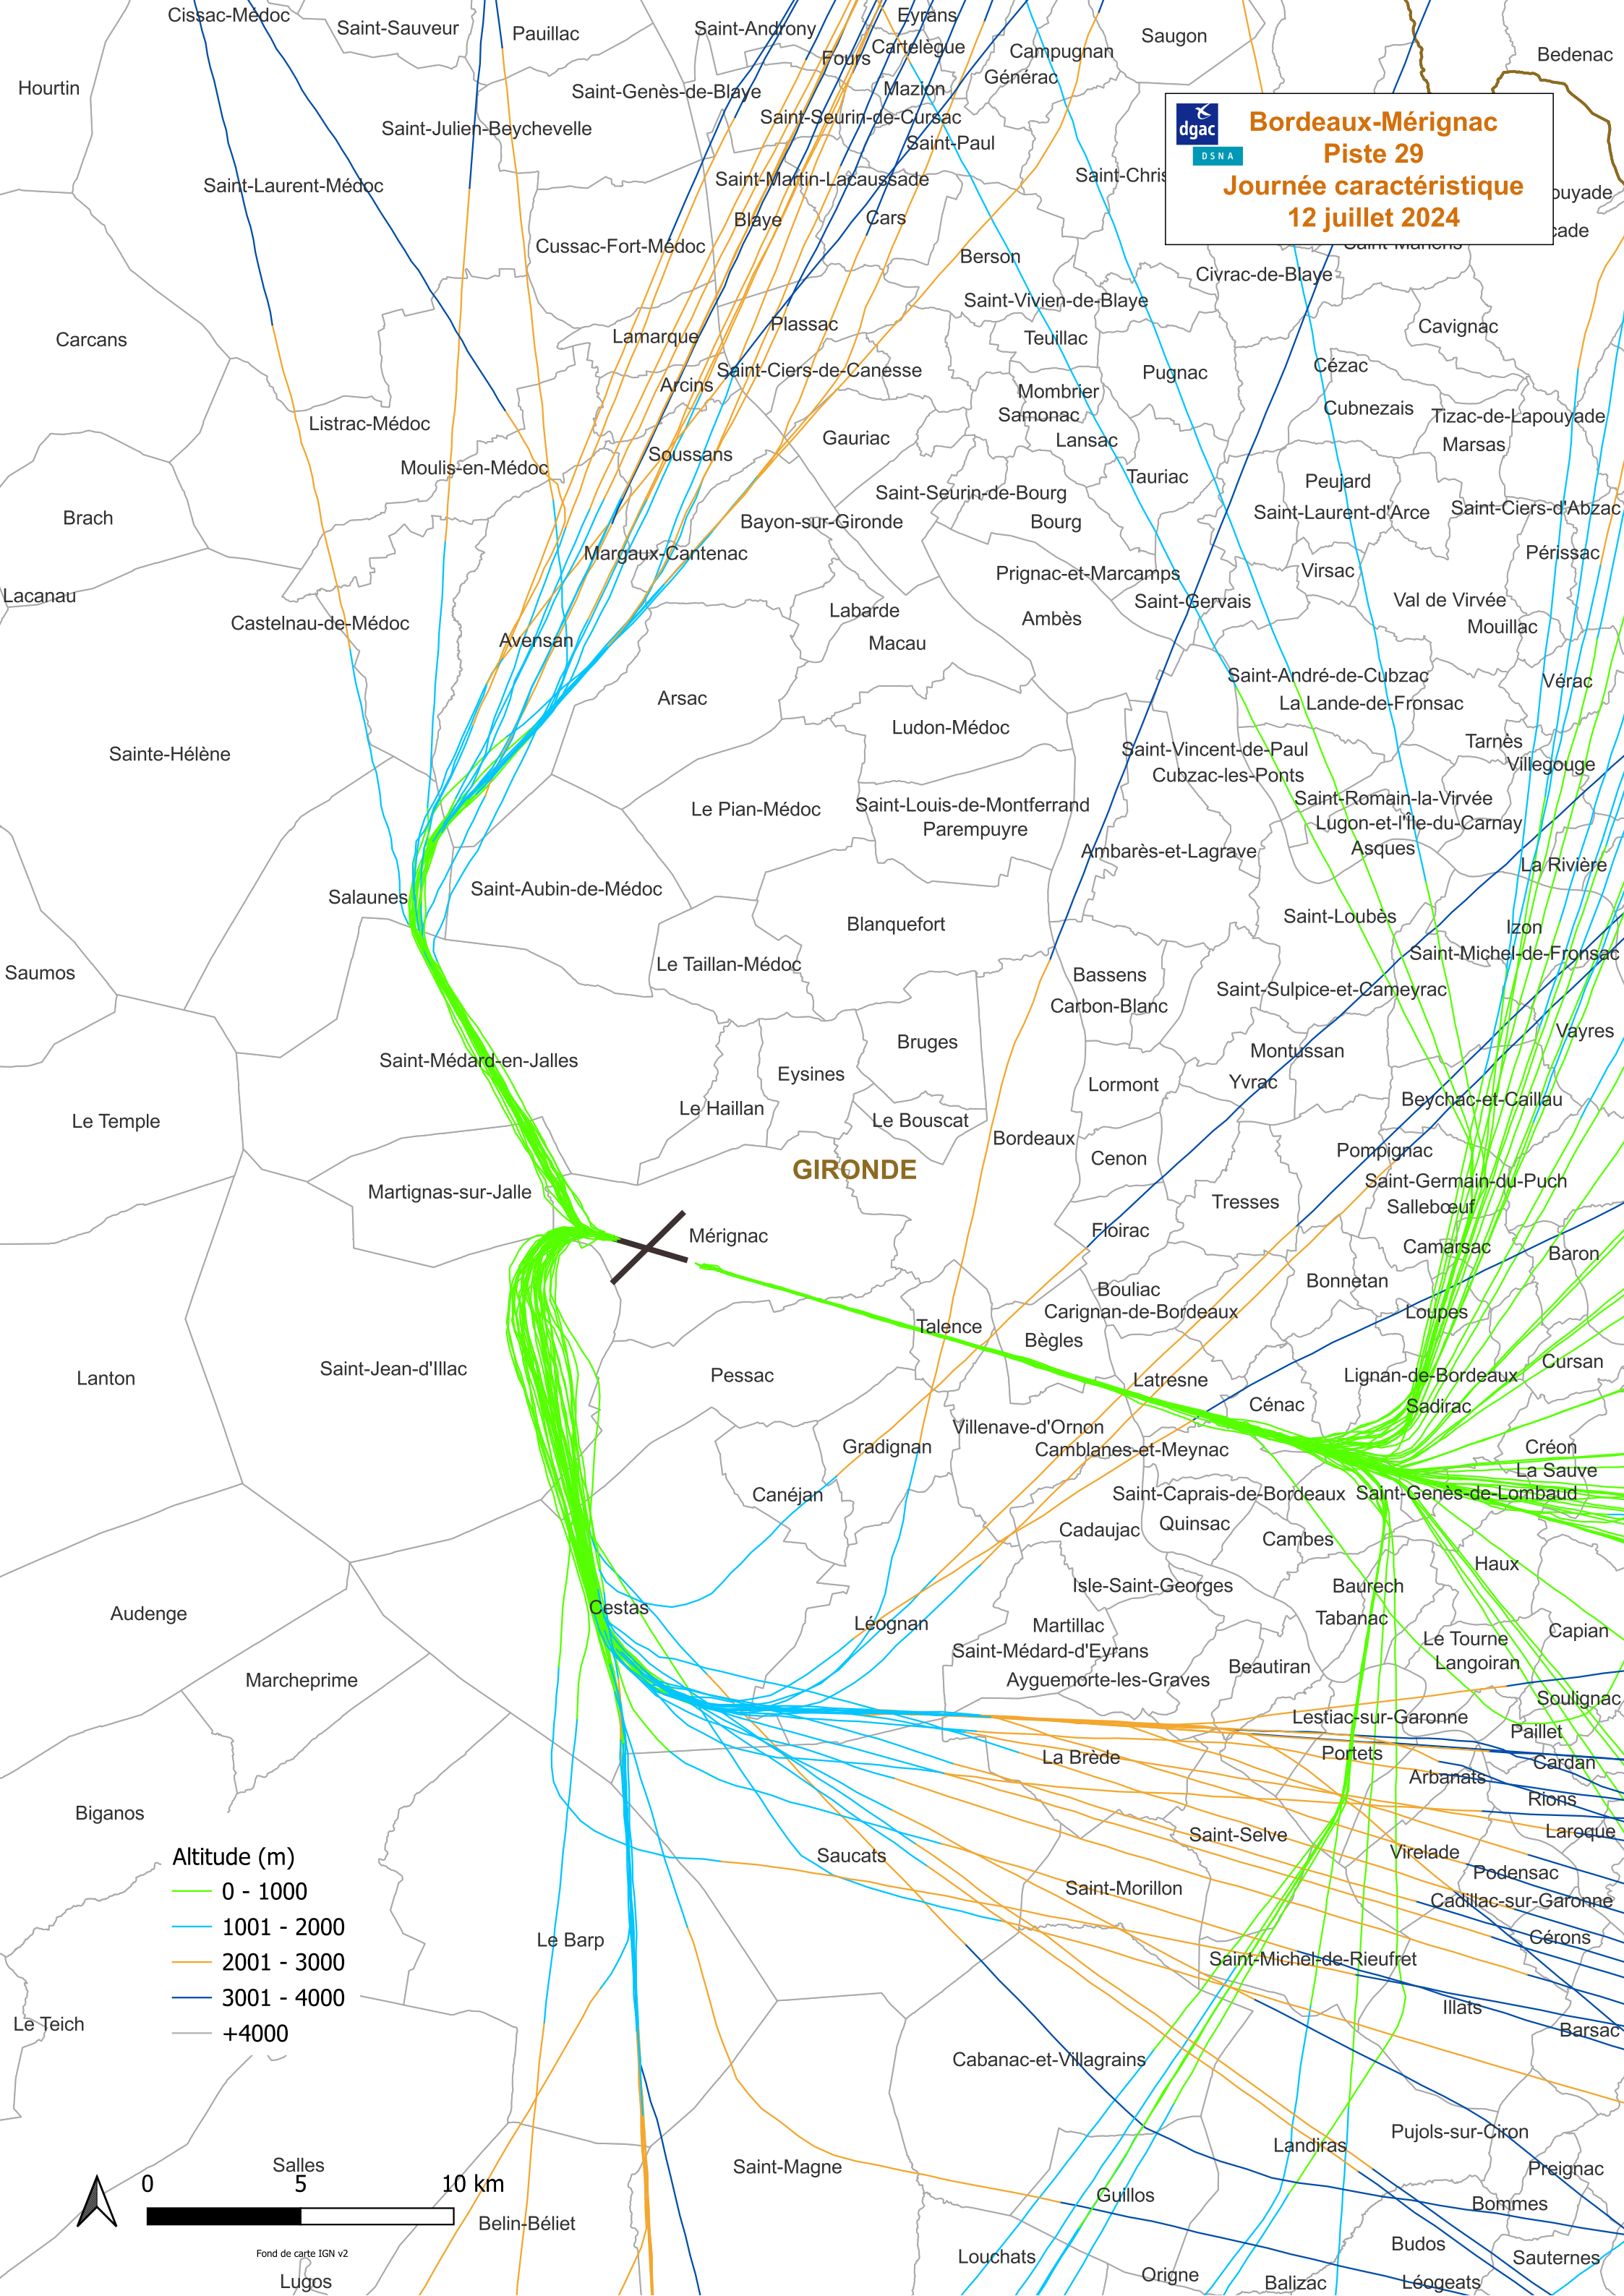 Cissac-Médoc
Saint-Sauveur
Pauillac
Saint-Androny
Eyrans
Cartelègue
Fours
Campugnan
Saugon
Bedenac
Hourtin
Saint-Genès-de-Blaye
Mazion
Générac
Saint-Julien-Beychevelle
Saint-Seurin-de-Cursac
Saint-Paul
dgac
DSNA
Bordeaux-Mérignac
Piste 29
Journée caractéristique
12 juillet 2024
Saint-Laurent-Médoc
Saint-Martin-Lacaussade
Saint-Chris
ouyade
Blaye
Cars
cade
Cussac-Fort-Médoc
Berson
Saint-Mariens
Civrac-de-Blaye
Saint-Vivien-de-Blaye
Carcans
Lamarque
Plassac
Teuillac
Cavignac
Arcins
Saint-Ciers-de-Canesse
Pugnac
Cézac
Mombrier
Samonac
Cubnezais
Tizac-de-Lapouyade
Listrac-Médoc
Gauriac
Lansac
Marsas
Moulis-en-Médoc
Soussans
Tauriac
Peujard
Brach
Saint-Seurin-de-Bourg
Bayon-sur-Gironde
Bourg
Saint-Laurent-d'Arce
Saint-Ciers-d'Abzac
Margaux-Cantenac
Périssac
Lacanau
Prignac-et-Marcamps
Virsac
Castelnau-de-Médoc
Labarde
Saint-Gervais
Val de Virvée
Avensan
Macau
Ambès
Mouillac
Arsac
Saint-André-de-Cubzac
Vérac
La Lande-de-Fronsac
Sainte-Hélène
Ludon-Médoc
Saint-Vincent-de-Paul
Tarnès
Cubzac-les-Ponts
Villegouge
Le Pian-Médoc
Saint-Louis-de-Montferrand
Saint-Romain-la-Virvée
Parempuyre
Lugon-et-l'Île-du-Carnay
Ambarès-et-Lagrave
Asques
La Rivière
Salaunes
Saint-Aubin-de-Médoc
Blanquefort
Saint-Loubès
Izon
Saumos
Le Taillan-Médoc
Bassens
Saint-Michel-de-Fronsac
Carbon-Blanc
Saint-Sulpice-et-Cameyrac
Saint-Médard-en-Jalles
Bruges
Montussan
Vayres
Eysines
Lormont
Yvrac
Le Temple
Le Haillan
Le Bouscat
Beychac-et-Caillau
Bordeaux
Cenon
Pompignac
GIRONDE
Saint-Germain-du-Puch
Martignas-sur-Jalle
Tresses
Sallebœuf
Mérignac
Floirac
Camarsac
Baron
Bouliac
Bonnetan
Carignan-de-Bordeaux
Loupes
Talence
Bègles
Lanton
Saint-Jean-d'Illac
Pessac
Latresne
Lignan-de-Bordeaux
Cursan
Cénac
Sadirac
Villenave-d'Ornon
Gradignan
Camblanes-et-Meynac
Créon
La Sauve
Canéjan
Saint-Caprais-de-Bordeaux
Saint-Genès-de-Lombaud
Cadaujac
Quinsac
Cambes
Haux
Audenge
Cestas
Isle-Saint-Georges
Baurech
Léognan
Martillac
Tabanac
Capian
Saint-Médard-d'Eyrans
Le Tourne
Marcheprime
Ayguemorte-les-Graves
Beautiran
Langoiran
Soulignac
Lestiac-sur-Garonne
Paillet
La Brède
Portets
Cardan
Arbanats
Biganos
Rions
Saint-Selve
Laroque
Saucats
Virelade
Altitude (m)
Podensac
0 - 1000
Saint-Morillon
Cadillac-sur-Garonne
1001 - 2000
Le Barp
Cérons
2001 - 3000
Saint-Michel-de-Rieufret
3001 - 4000
Illats
Le Teich
+4000
Barsac
Cabanac-et-Villagrains
Pujols-sur-Ciron
Landiras
Salles
Saint-Magne
Preignac
0 5 10 km
Guillos
Bommes
Belin-Béliet
Budos
Fond de carte IGN v2
Louchats
Sauternes
Lugos
Origne
Balizac
Léogeats